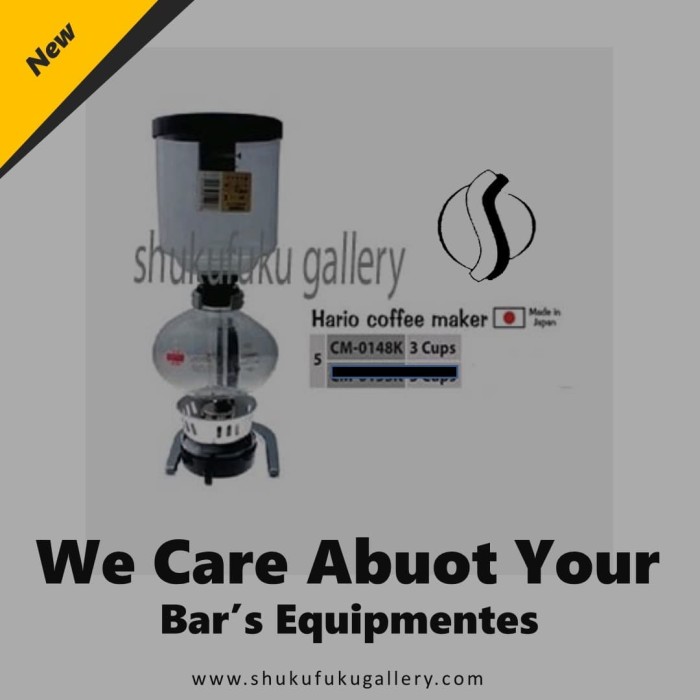 New
shukufuku gallery
Hario coffee maker
Made in
Japan
5
CM-0148K 3 Cups
We Care Abuot Your
Bar's Equipmentes
www.shukufukugallery.com